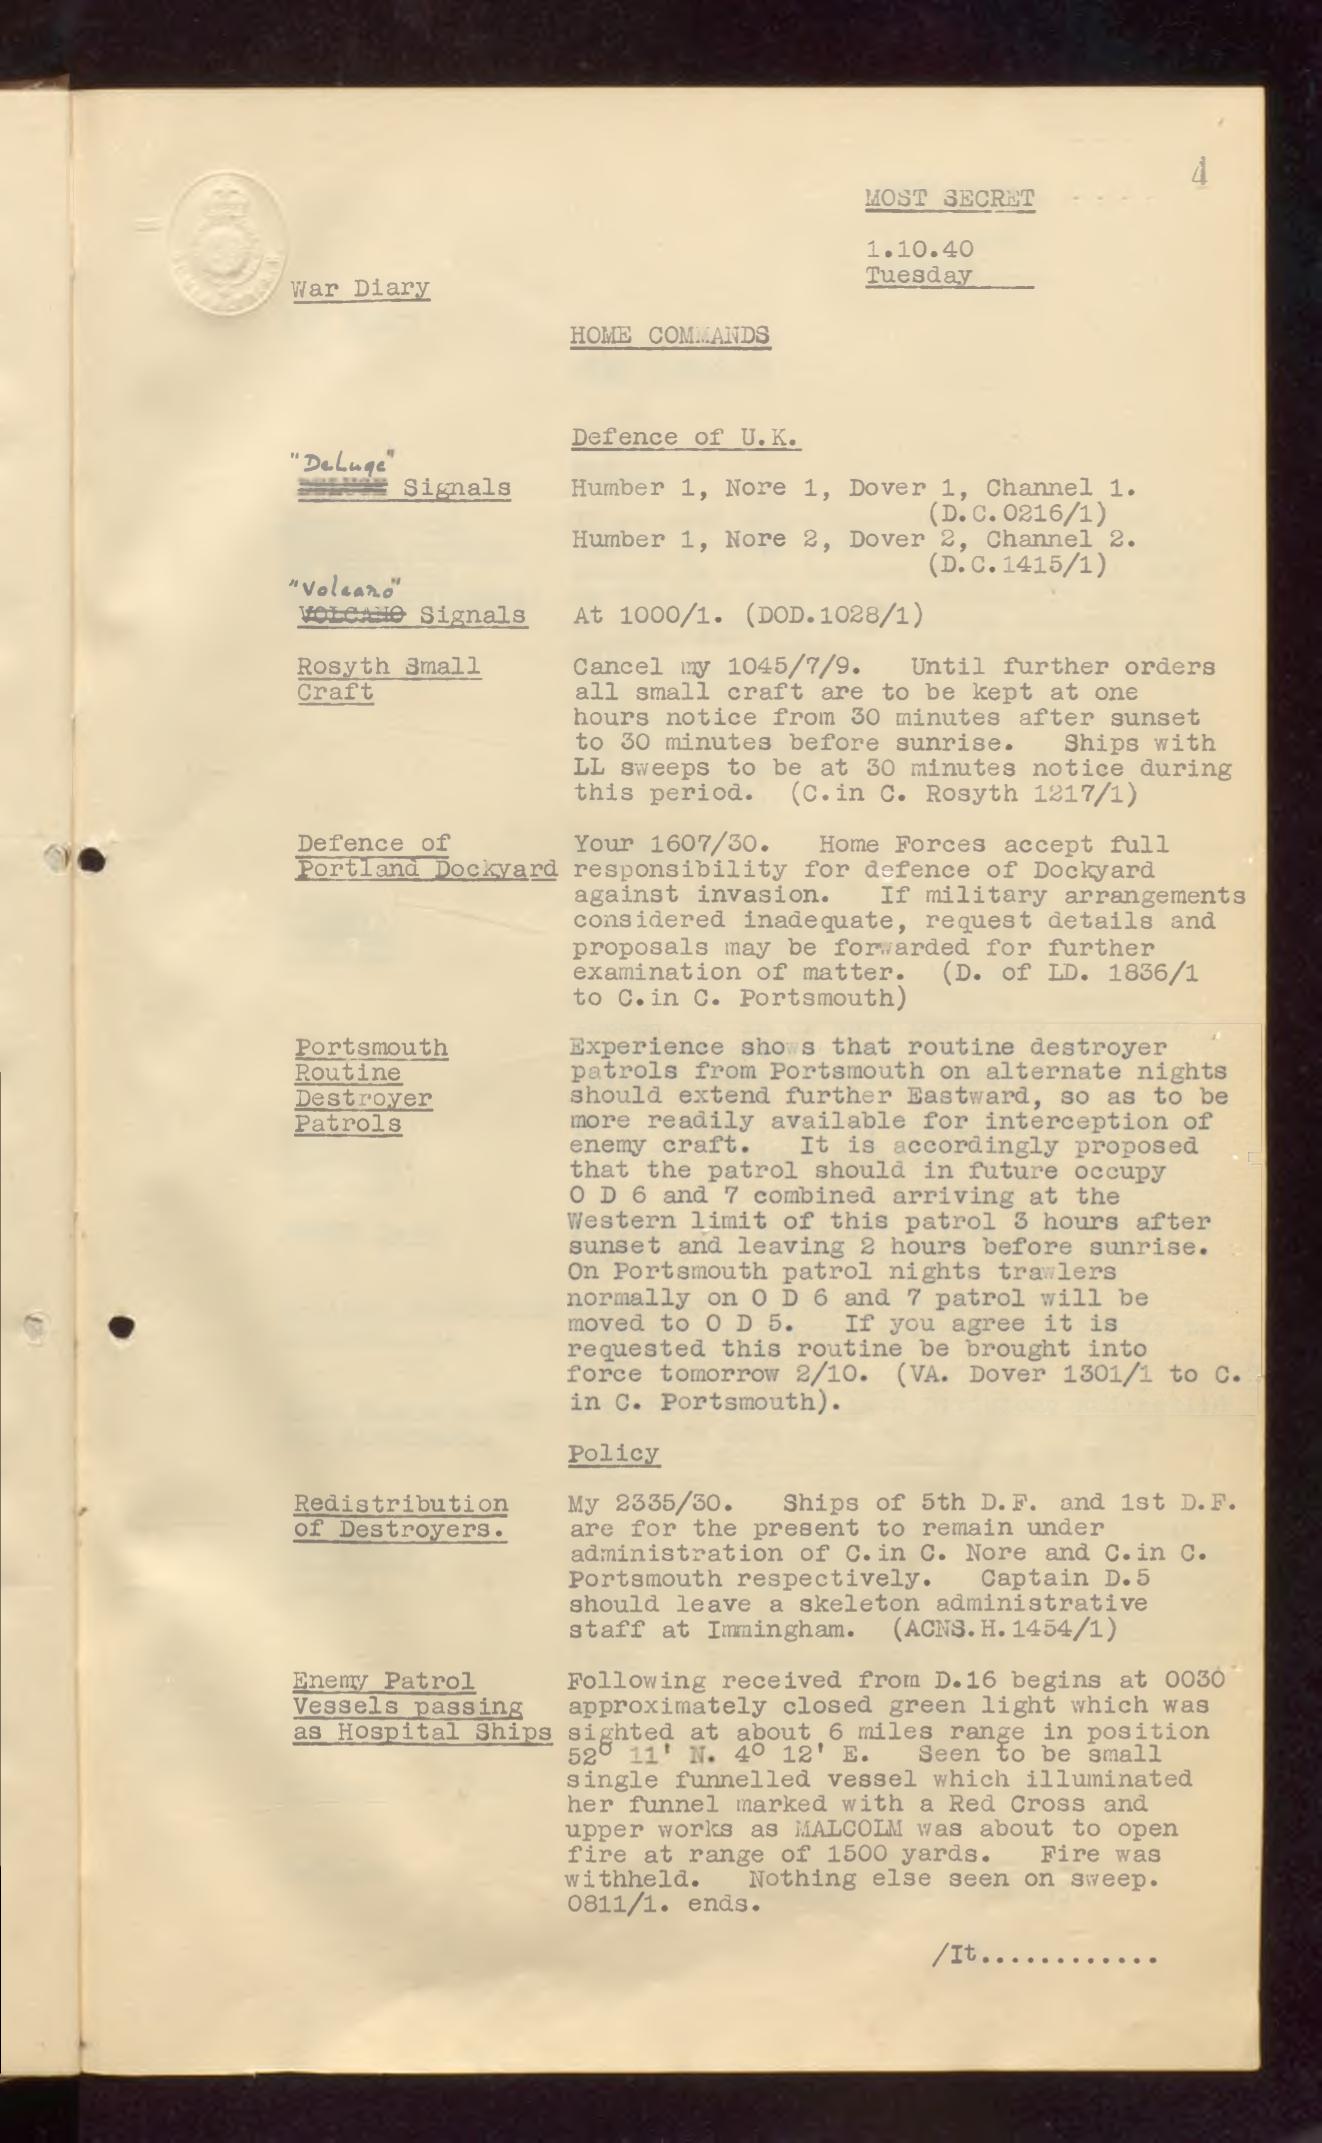 4
MOST SECRET
1.10.40
Tuesday
War Diary
HOME COMMANDS
Defence of U.K.
"DeLuge"
DELUGE Signals Humber 1, Nore 1, Dover 1, Channel 1.
(D.C.0216/1)
Humber 1, Nore 2, Dover 2, Channel 2.
(D.C.1415/1)
"Volcano"
VOLCANO Signals At 1000/1. (DOD.1028/1)
Rosyth Small Cancel my 1045/7/9. Until further orders
Craft all small craft are to be kept at one
hours notice from 30 minutes after sunset
to 30 minutes before sunrise. Ships with
LL sweeps to be at 30 minutes notice during
this period. (C.in C. Rosyth 1217/1)
Defence of Your 1607/30. Home Forces accept full
Portland Dockyard responsibility for defence of Dockyard
against invasion. If military arrangements
considered inadequate, request details and
proposals may be forwarded for further
examination of matter. (D. of LD. 1836/1
to C.in C. Portsmouth)
Portsmouth Experience shows that routine destroyer
Routine patrols from Portsmouth on alternate nights
Destroyer should extend further Eastward, so as to be
Patrols more readily available for interception of
enemy craft. It is accordingly proposed
that the patrol should in future occupy
O D 6 and 7 combined arriving at the
Western limit of this patrol 3 hours after
sunset and leaving 2 hours before sunrise.
On Portsmouth patrol nights trawlers
normally on O D 6 and 7 patrol will be
moved to O D 5. If you agree it is
requested this routine be brought into
force tomorrow 2/10. (VA. Dover 1301/1 to C.
in C. Portsmouth).
Policy
Redistribution My 2335/30. Ships of 5th D.F. and 1st D.F.
of Destroyers. are for the present to remain under
administration of C.in C. Nore and C.in C.
Portsmouth respectively. Captain D.5
should leave a skeleton administrative
staff at Immingham. (ACNS.H.1454/1)
Enemy Patrol Following received from D.16 begins at 0030
Vessels passing approximately closed green light which was
as Hospital Ships sighted at about 6 miles range in position
52° 11' N. 4° 12' E. Seen to be small
single funnelled vessel which illuminated
her funnel marked with a Red Cross and
upper works as MALCOLM was about to open
fire at range of 1500 yards. Fire was
withheld. Nothing else seen on sweep.
0811/1. ends.
/It............